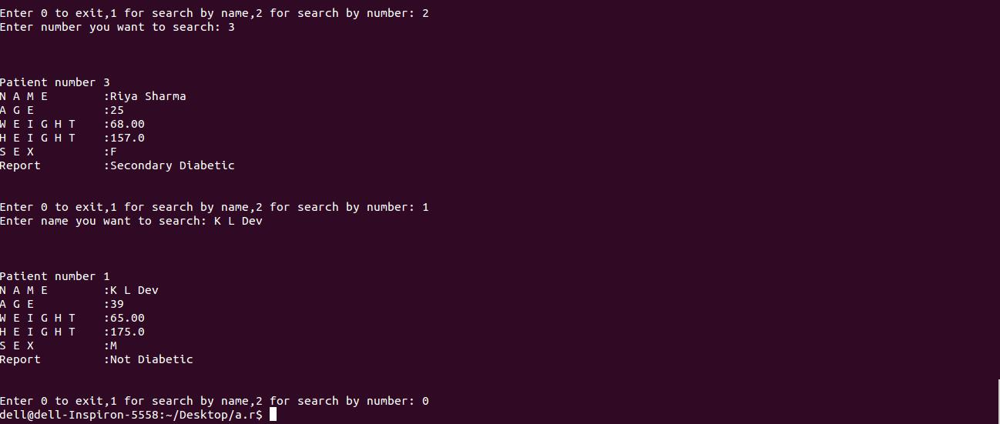 Enter 0 to exit,1 for search by name,2 for search by number: 2
Enter number you want to search: 3
Patient number 3
N A M E        :Riya Sharma
A G E          :25
W E I G H T    :68.00
H E I G H T    :157.0
S E X          :F
Report         :Secondary Diabetic
Enter 0 to exit,1 for search by name,2 for search by number: 1
Enter name you want to search: K L Dev
Patient number 1
N A M E        :K L Dev
A G E          :39
W E I G H T    :65.00
H E I G H T    :175.0
S E X          :M
Report         :Not Diabetic
Enter 0 to exit,1 for search by name,2 for search by number: 0
dell@dell-Inspiron-5558:~/Desktop/a.r$